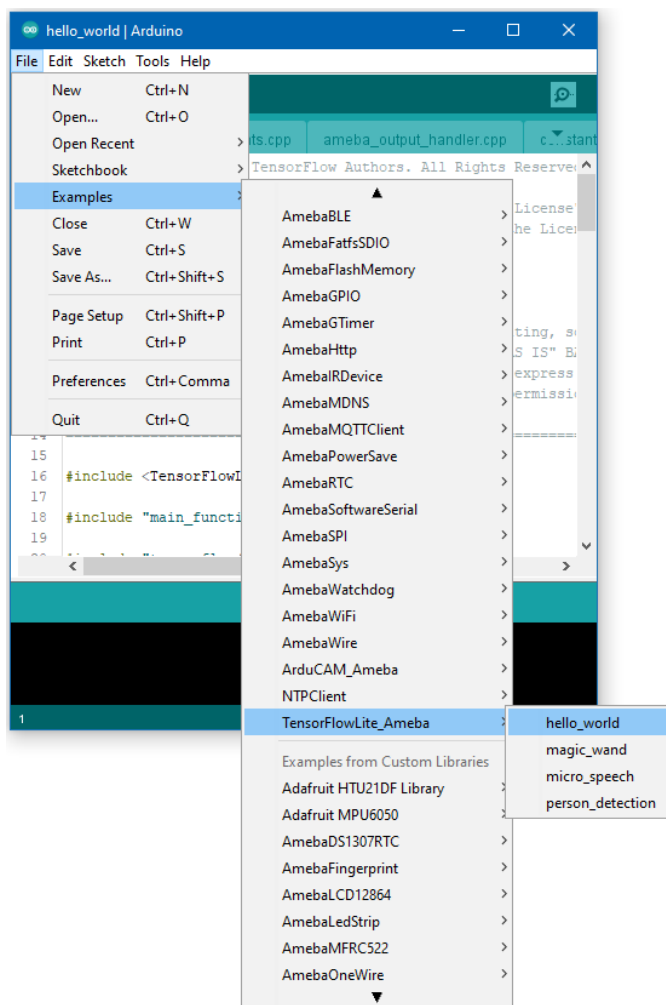 hello_world | Arduino
File Edit Sketch Tools Help
New Ctrl+N
Open... Ctrl+O
Open Recent
Sketchbook
Examples
Close Ctrl+W
Save Ctrl+S
Save As... Ctrl+Shift+S
Page Setup Ctrl+Shift+P
Print Ctrl+P
Preferences Ctrl+Comma
Quit Ctrl+Q
ts.cpp ameba_output_handler.cpp
TensorFlow Authors. All Rights Reserve
License
he Licen
ting, s
S IS" B
express
ermissi
14 ==========
15
16 #include <TensorFlowL
17
18 #include "main_functi
19
1
AmebaBLE
AmebaFatfsSDIO
AmebaFlashMemory
AmebaGPIO
AmebaGTimer
AmebaHttp
AmebaIRDevice
AmebaMDNS
AmebaMQTTClient
AmebaPowerSave
AmebaRTC
AmebaSoftwareSerial
AmebaSPI
AmebaSys
AmebaWatchdog
AmebaWiFi
AmebaWire
ArduCAM_Ameba
NTPClient
TensorFlowLite_Ameba
hello_world
magic_wand
micro_speech
person_detection
Examples from Custom Libraries
Adafruit HTU21DF Library
Adafruit MPU6050
AmebaDS1307RTC
AmebaFingerprint
AmebaLCD12864
AmebaLedStrip
AmebaMFRC522
AmebaOneWire